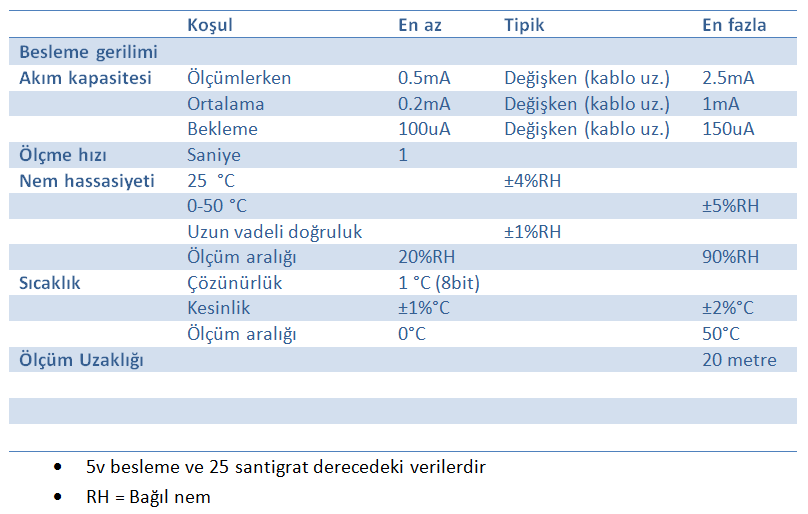 Koşul En az Tipik En fazla
Besleme gerilimi
Akım kapasitesi Ölçümlerken 0.5mA Değişken (kablo uz.) 2.5mA
Ortalama 0.2mA Değişken (kablo uz.) 1mA
Bekleme 100uA Değişken (kablo uz.) 150uA
Ölçme hızı Saniye 1
Nem hassasiyeti 25 °C ±4%RH
0-50 °C ±5%RH
Uzun vadeli doğruluk ±1%RH
Ölçüm aralığı 20%RH 90%RH
Sıcaklık Çözünürlük 1 °C (8bit)
Kesinlik ±1%°C ±2%°C
Ölçüm aralığı 0°C 50°C
Ölçüm Uzaklığı 20 metre
• 5v besleme ve 25 santigrat derecedeki verilerdir
• RH = Bağıl nem